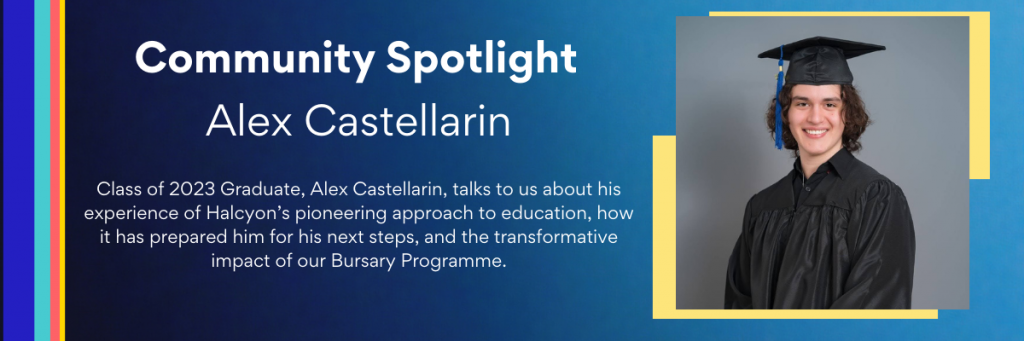 Community Spotlight
Alex Castellarin
Class of 2023 Graduate, Alex Castellarin, talks to us about his
experience of Halcyon’s pioneering approach to education, how
it has prepared him for his next steps, and the transformative
impact of our Bursary Programme.